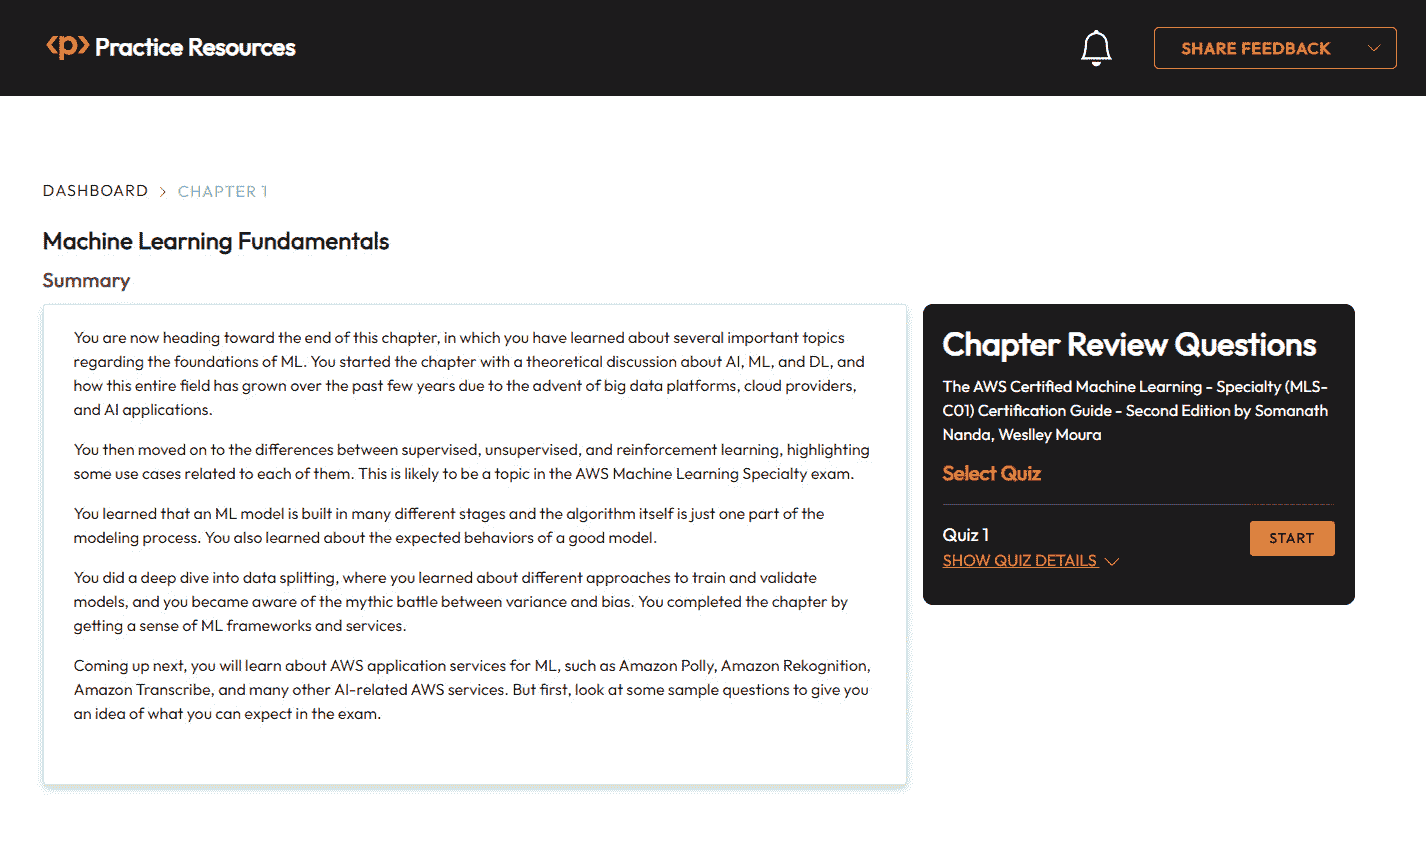 <p> Practice Resources
SHARE FEEDBACK
DASHBOARD > CHAPTER 1
Machine Learning Fundamentals
Summary
You are now heading toward the end of this chapter, in which you have learned about several important topics
regarding the foundations of ML. You started the chapter with a theoretical discussion about AI, ML, and DL, and
how this entire field has grown over the past few years due to the advent of big data platforms, cloud providers,
and AI applications.
You then moved on to the differences between supervised, unsupervised, and reinforcement learning, highlighting
some use cases related to each of them. This is likely to be a topic in the AWS Machine Learning Specialty exam.
You learned that an ML model is built in many different stages and the algorithm itself is just one part of the
modeling process. You also learned about the expected behaviors of a good model.
You did a deep dive into data splitting, where you learned about different approaches to train and validate
models, and you became aware of the mythic battle between variance and bias. You completed the chapter by
getting a sense of ML frameworks and services.
Coming up next, you will learn about AWS application services for ML, such as Amazon Polly, Amazon Rekognition,
Amazon Transcribe, and many other AI-related AWS services. But first, look at some sample questions to give you
an idea of what you can expect in the exam.
Chapter Review Questions
The AWS Certified Machine Learning - Specialty (MLS-
C01) Certification Guide - Second Edition by Somanath
Nanda, Weslley Moura
Select Quiz
Quiz 1
START
SHOW QUIZ DETAILS